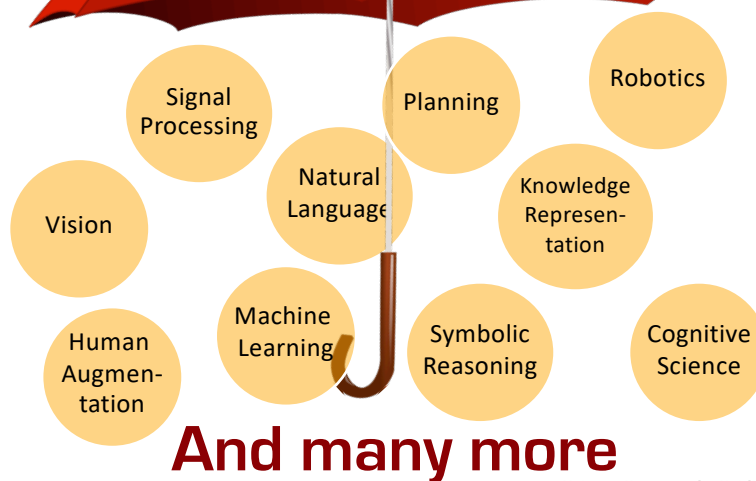 Robotics
Signal
Processing
Planning
Natural
Language
Knowledge
Represen-
tation
Vision
Machine
Learning
Symbolic
Reasoning
Cognitive
Science
Human
Augmen-
tation
And many more